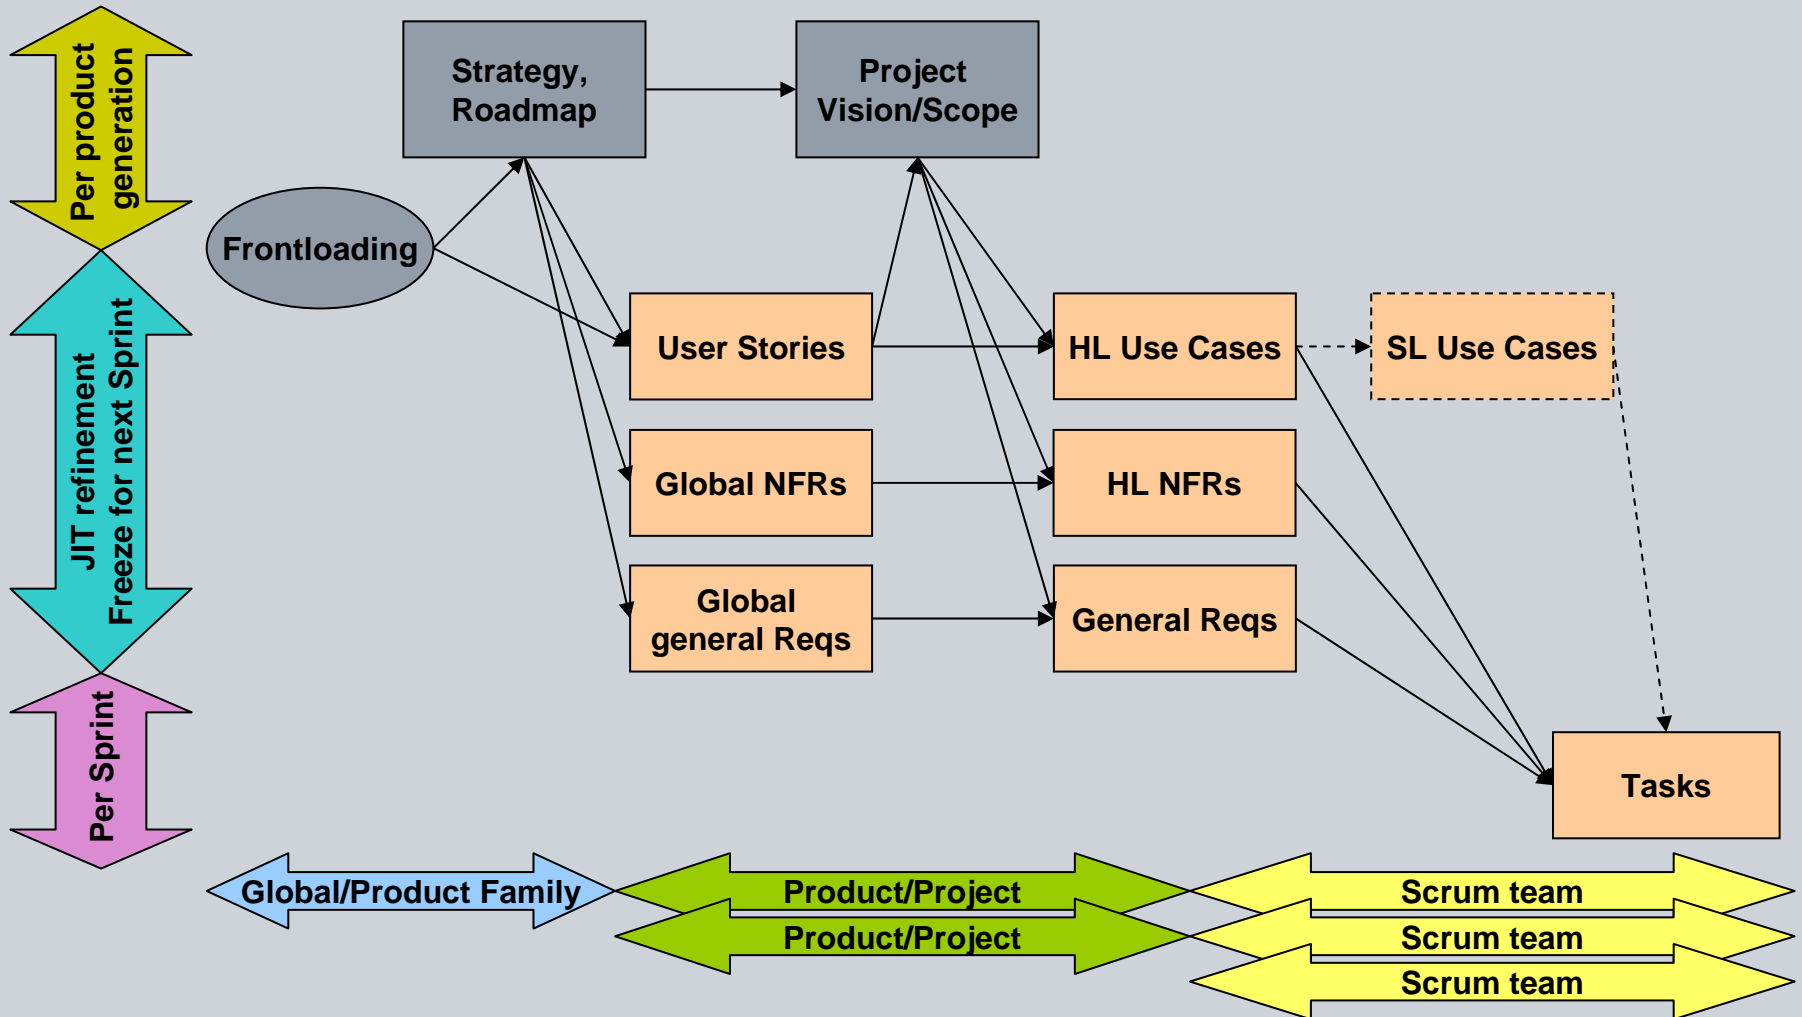 Per product
generation
Strategy,
Roadmap
Project
Vision/Scope
Frontloading
JIT refinement
Freeze for next Sprint
User Stories
HL Use Cases
SL Use Cases
Global NFRs
HL NFRs
Global
general Reqs
General Reqs
Per Sprint
Tasks
Global/Product Family
Product/Project
Scrum team
Product/Project
Scrum team
Scrum team